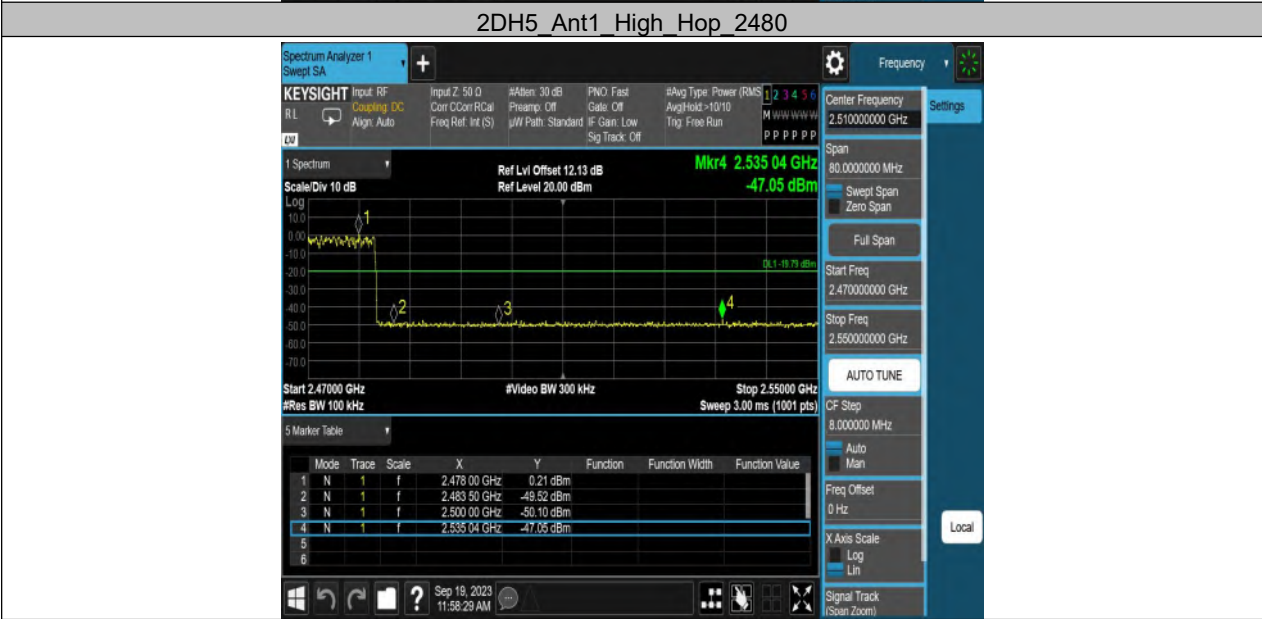 2DH5_Ant1_High_Hop_2480
Spectrum Analyzer 1
Swept SA
+
Frequency
KEYSIGHT
RL
LXI
Input: RF
Coupling: DC
Align: Auto
Input Z: 50 Ω
Corr CCorr RCal
Freq Ref: Int (S)
#Atten: 30 dB
Preamp: Off
µW Path: Standard
PNO: Fast
Gate: Off
IF Gain: Low
Sig Track: Off
#Avg Type: Power (RMS
Avg|Hold:>10/10
Trig: Free Run
1 2 3 4 5 6
M W W W W W
P P P P P P
Center Frequency
2.510000000 GHz
Settings
Span
80.0000000 MHz
Swept Span
Zero Span
Full Span
Start Freq
2.470000000 GHz
Stop Freq
2.550000000 GHz
AUTO TUNE
CF Step
8.000000 MHz
Auto
Man
Freq Offset
0 Hz
X Axis Scale
Log
Lin
Signal Track
(Span Zoom)
Local
1 Spectrum
Scale/Div 10 dB
Ref Lvl Offset 12.13 dB
Ref Level 20.00 dBm
Mkr4 2.535 04 GHz
-47.05 dBm
Log
10.0
0.00
-10.0
-20.0
-30.0
-40.0
-50.0
-60.0
-70.0
1
2
3
4
DL1 -19.79 dBm
Start 2.47000 GHz
#Video BW 300 kHz
Stop 2.55000 GHz
#Res BW 100 kHz
Sweep 3.00 ms (1001 pts)
5 Marker Table
Mode Trace Scale X Y Function Function Width Function Value
1 N 1 f 2.478 00 GHz 0.21 dBm
2 N 1 f 2.483 50 GHz -49.52 dBm
3 N 1 f 2.500 00 GHz -50.10 dBm
4 N 1 f 2.535 04 GHz -47.05 dBm
5
6
?
Sep 19, 2023
11:58:29 AM